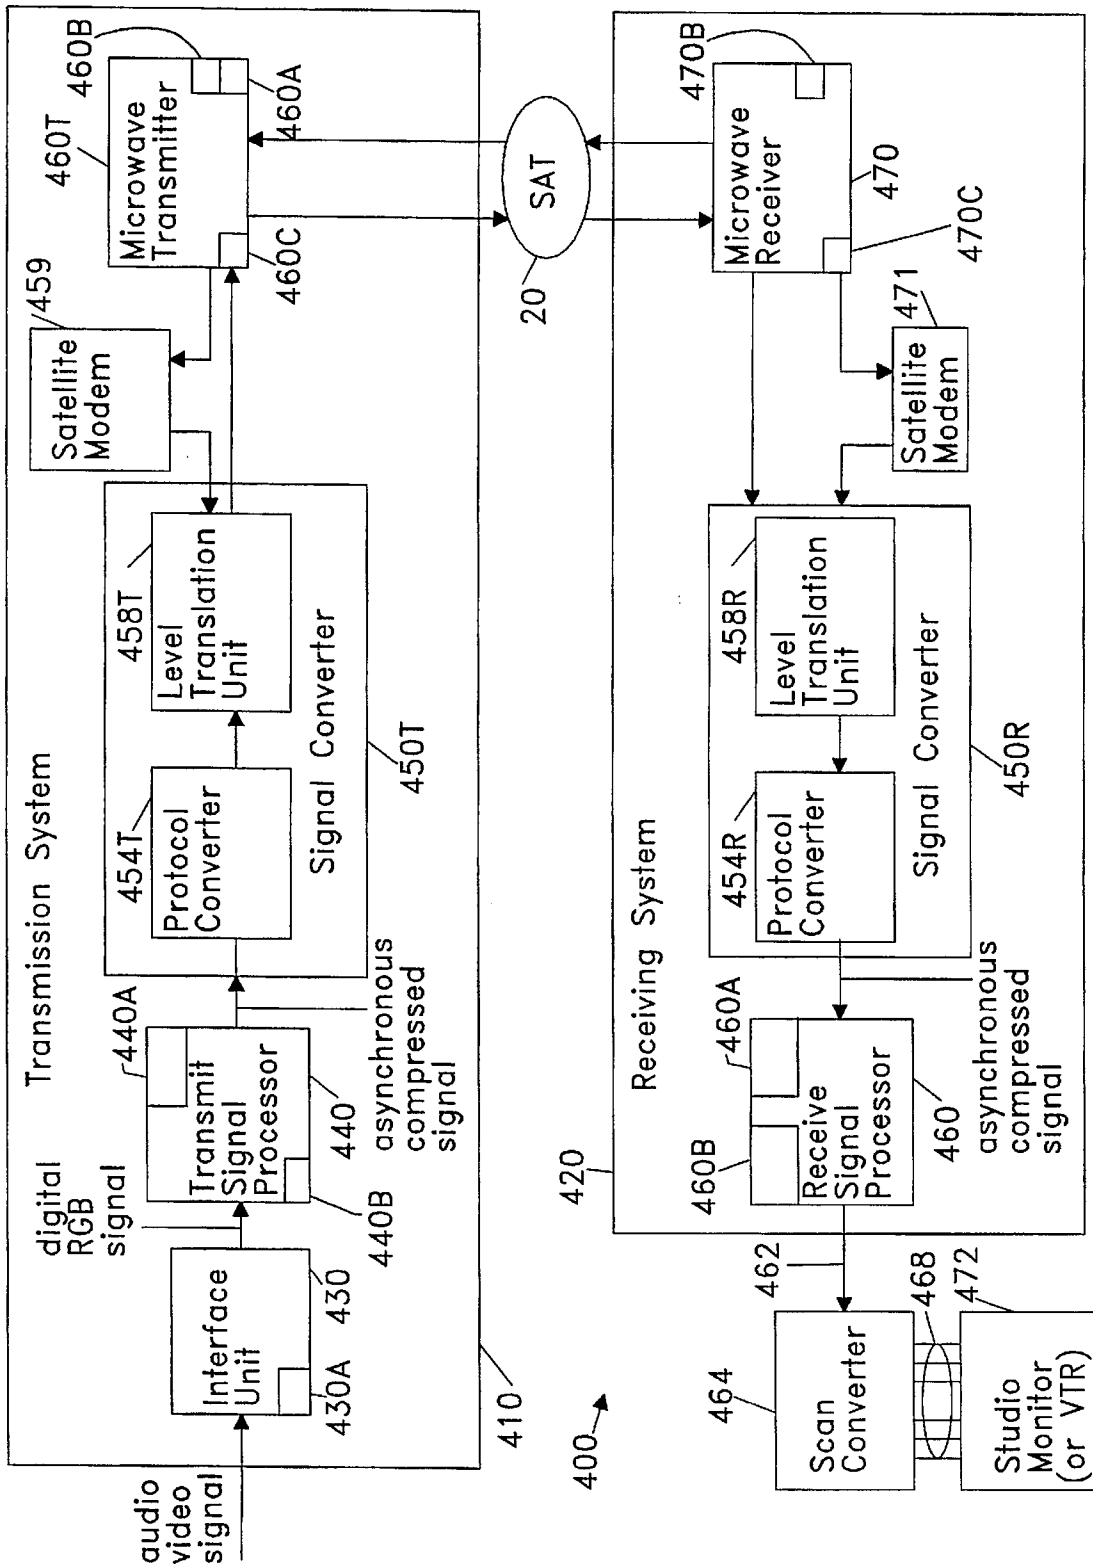 Transmission System
audio
video
signal
Interface
Unit
430A
430
410
digital
RGB
signal
Transmit
Signal
Processor
440A
440
440B
asynchronous
compressed
signal
454T
Protocol
Converter
458T
Level
Translation
Unit
Signal Converter
450T
459
Satellite
Modem
460T
Microwave
Transmitter
460B
460A
460C
SAT
20
400
Receiving System
420
Microwave
Receiver
470B
470
470C
471
Satellite
Modem
458R
Level
Translation
Unit
454R
Protocol
Converter
Signal Converter
450R
asynchronous
compressed
signal
460A
460B
Receive
Signal
Processor
460
462
464
Scan
Converter
468
472
Studio
Monitor
(or VTR)